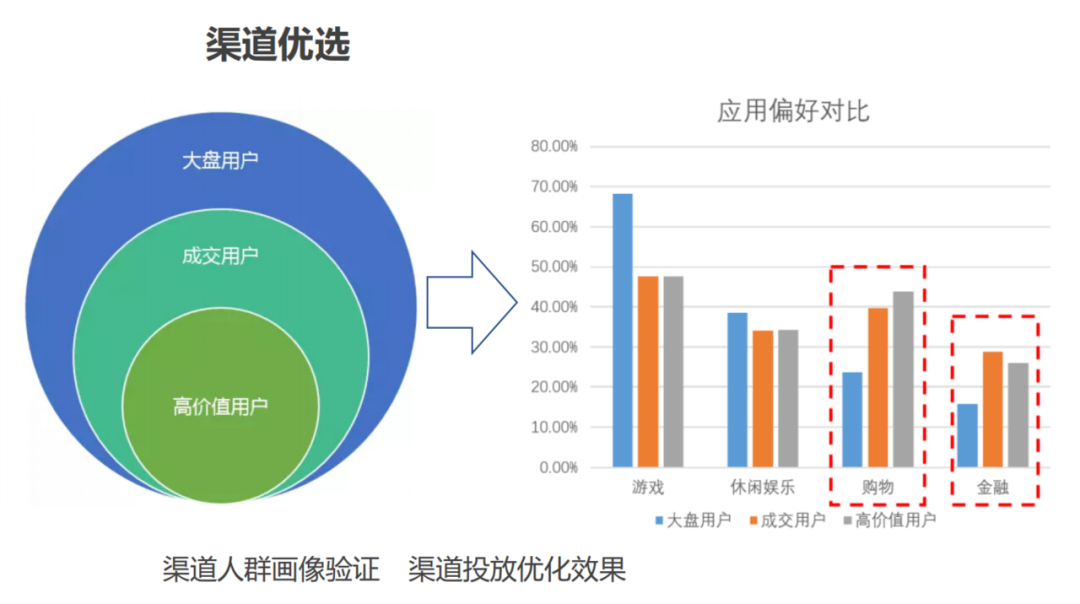 渠道优选
大盘用户
成交用户
高价值用户
应用偏好对比
80.00%
70.00%
60.00%
50.00%
40.00%
30.00%
20.00%
10.00%
0.00%
游戏 休闲娱乐 购物 金融
大盘用户 成交用户 高价值用户
渠道人群画像验证 渠道投放优化效果